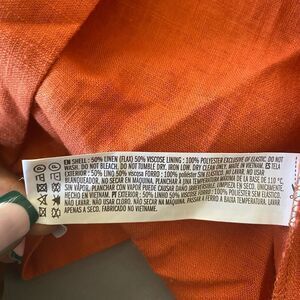 EN SHELL : 50% LINEN (FLAX) 50% VISCOSE LINING : 100% POLYESTER EXCLUSIVE OF ELASTIC. DO NOT
WASH. DO NOT BLEACH. DO NOT TUMBLE DRY. IRON LOW. DRY CLEAN ONLY. MADE IN VIETNAM. ES TELA
EXTERIOR : 50% LINO 50% viscose FORRO : 100% poliéster SIN ELÁSTICO. NO LAVAR. NO USAR
BLANQUEADOR. NO SECAR EN MÁQUINA. PLANCHAR A UNA TEMPERATURA MÁXIMA DE LA BASE DE 110 °C
SIN VAPOR, PLANCHAR CON VAPOR PUEDE CAUSAR DAÑO IRREVERSIBLE. LIMPIEZA EN SECO ÚNICAMENTE.
HECHO EN VIETNAM. PT EXTERIOR : 50% LINHO 50% viscose FORRO : 100% POLIÉSTER SEM ELÁSTICO. NÃO
LAVAR. NÃO USAR CLORO. NÃO SECAR NA MÁQUINA. PASSAR A FERRO A BAIXA TEMPERATURA. LAVAR
APENAS A SECO. FABRICADO NO VIETNAME.